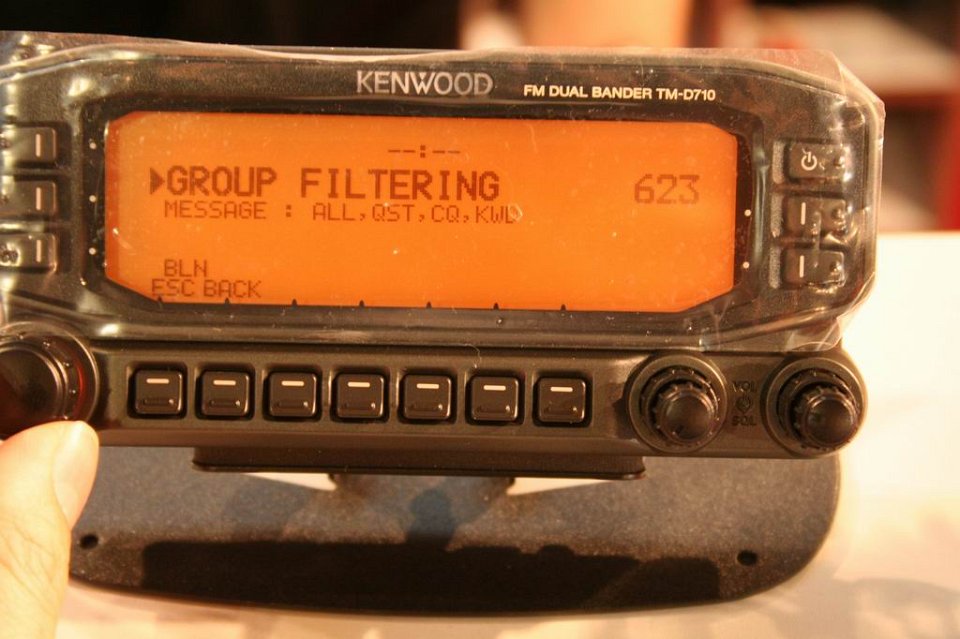 KENWOOD
FM DUAL BANDER TM-D710
--:--
▶GROUP FILTERING 623
MESSAGE : ALL,QST,CQ,KWD
BLN
ESC BACK
VOL
SQL